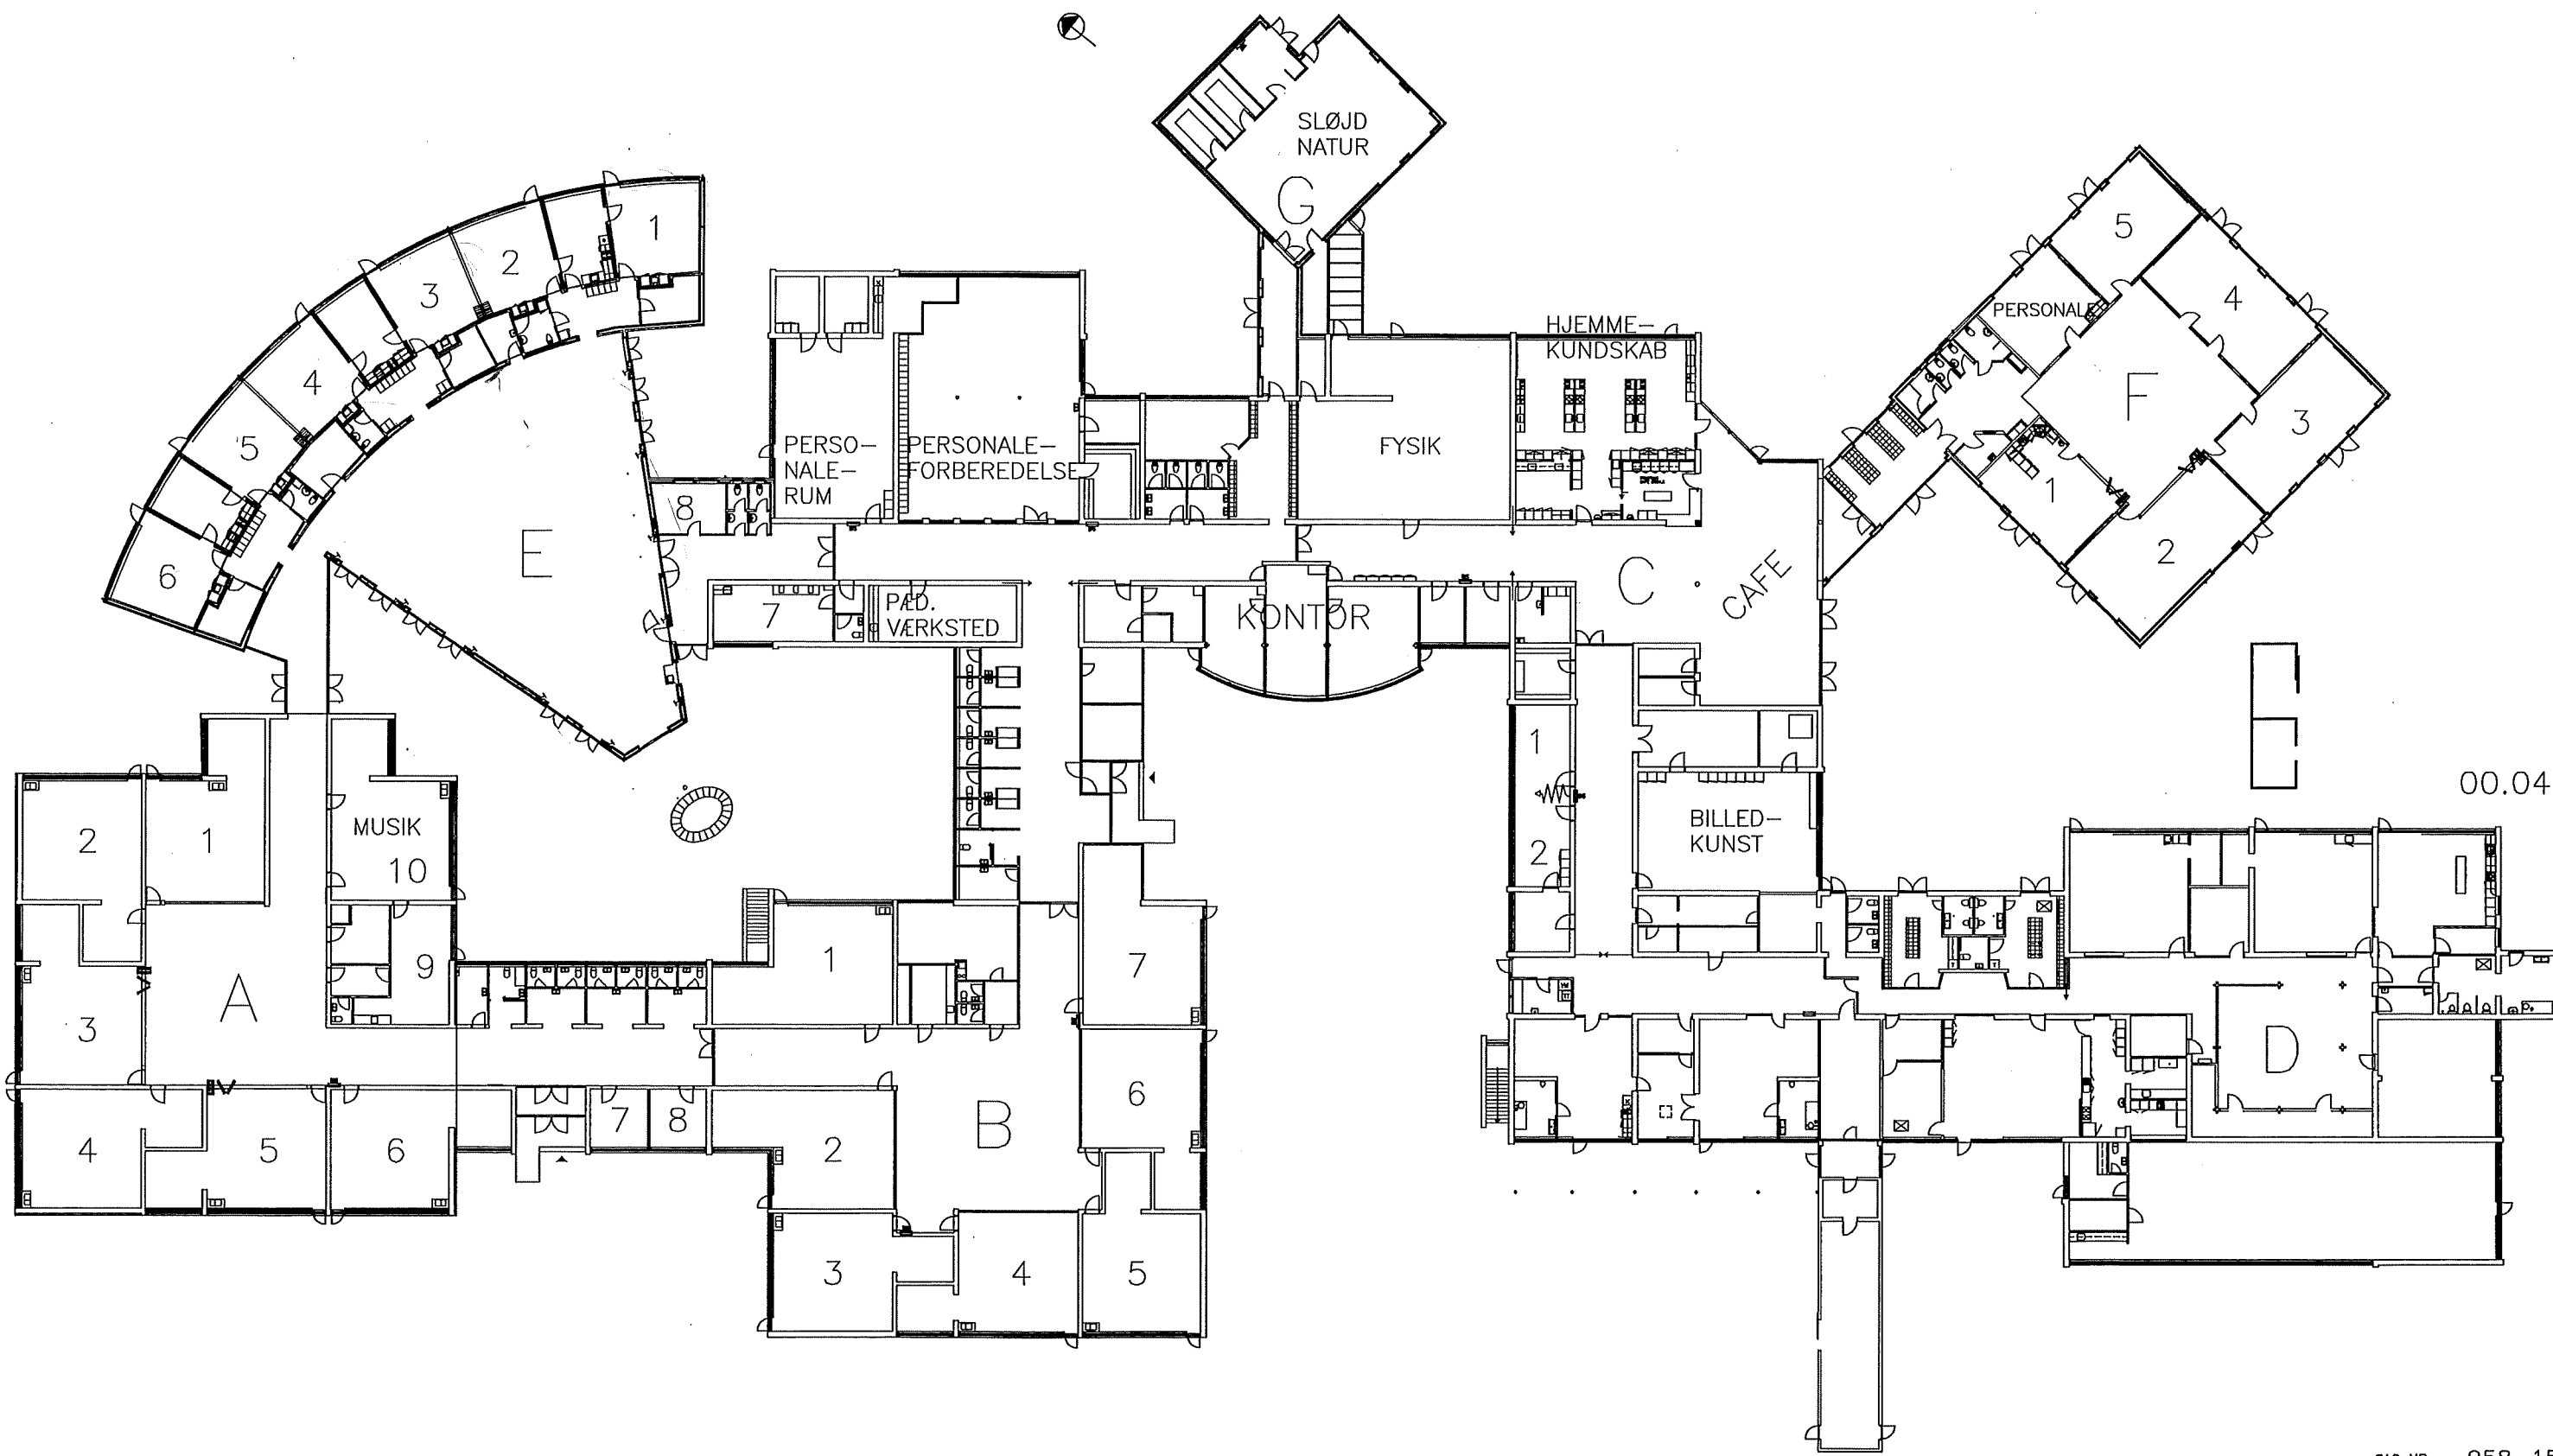 SLØJD
NATUR
G
1
2
3
4
5
6
E
8
PERSO-
NALE-
RUM
PERSONALE-
FORBEREDELSE
7
PÆD.
VÆRKSTED
FYSIK
HJEMME-
KUNDSKAB
KONTOR
C
CAFE
5
4
3
PERSONALE
F
1
2
00.04
1
2
BILLED-
KUNST
2
1
MUSIK
10
9
A
3
4
5
6
7
8
1
7
6
B
2
3
4
5
D